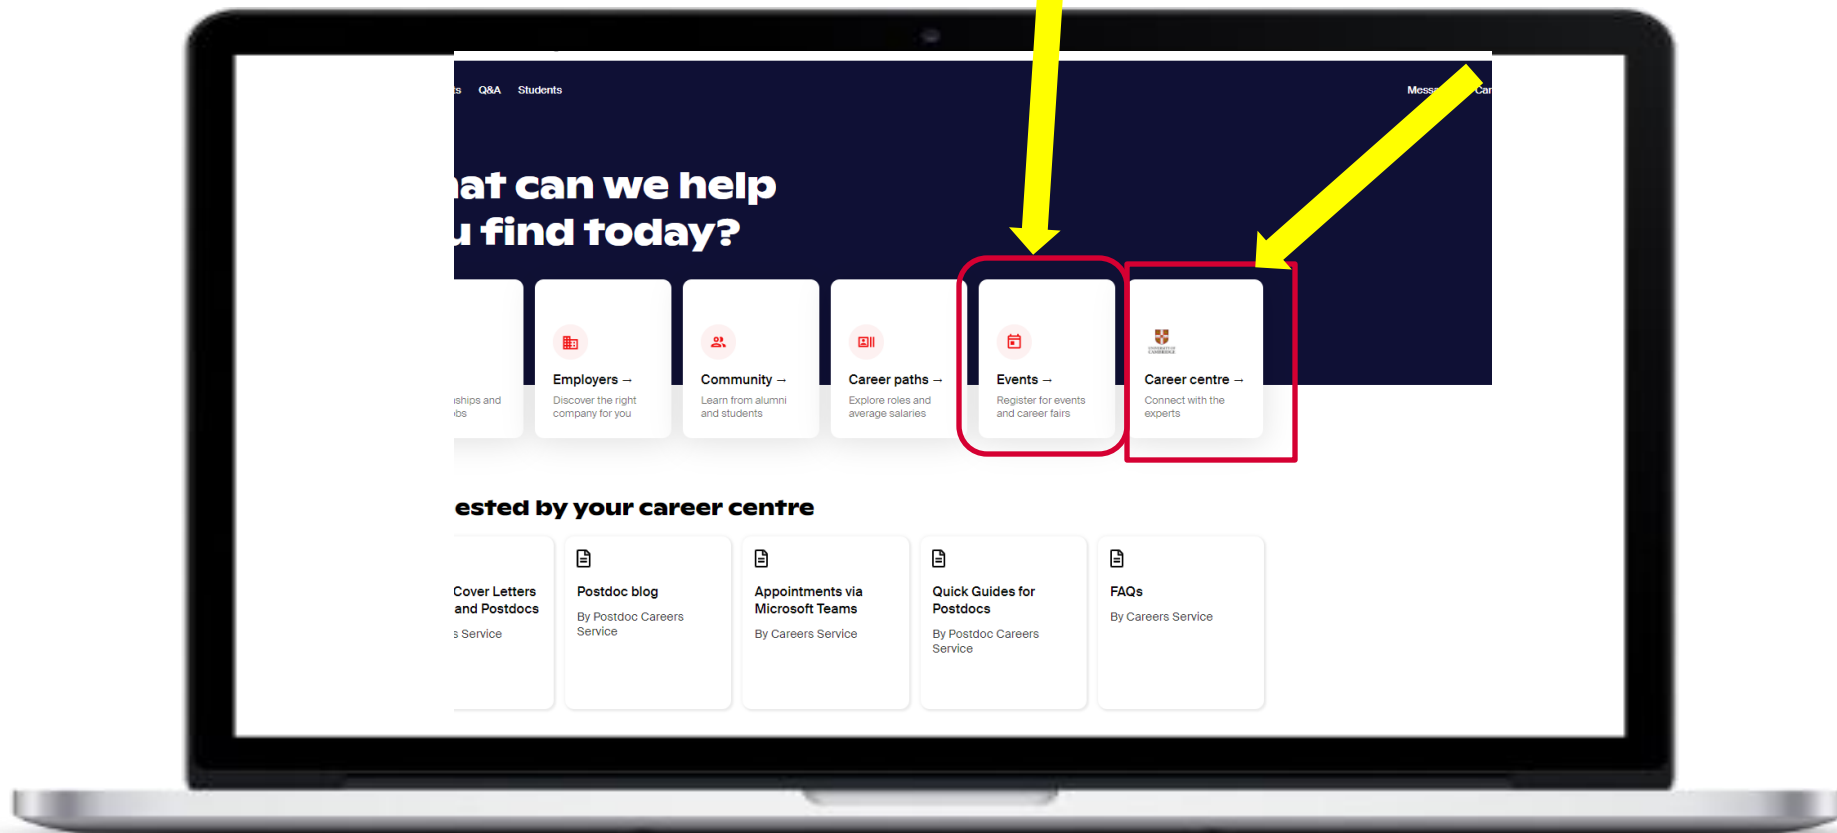 Q&A Students
can we help
find today?
Employers →
Discover the right
company for you
Community →
Learn from alumni
and students
Career paths →
Explore roles and
average salaries
Events →
Register for events
and career fairs
UNIVERSITY OF
CAMBRIDGE
Career centre →
Connect with the
experts
by your career centre
Cover Letters
and Postdocs
Service
Postdoc blog
By Postdoc Careers
Service
Appointments via
Microsoft Teams
By Careers Service
Quick Guides for
Postdocs
By Postdoc Careers
Service
FAQs
By Careers Service